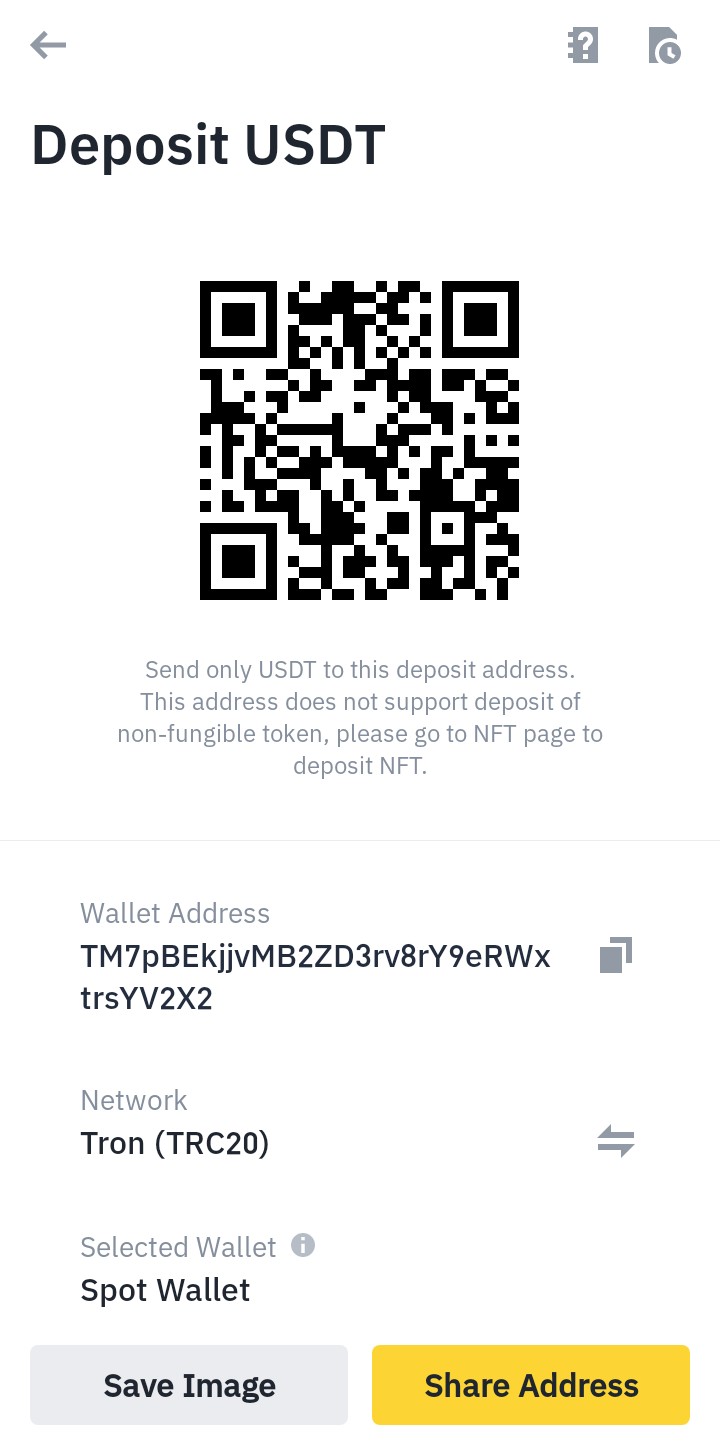 Deposit USDT
Send only USDT to this deposit address.
This address does not support deposit of
non-fungible token, please go to NFT page to
deposit NFT.
Wallet Address
TM7pBEkjjvMB2ZD3rv8rY9eRWx
trsYV2X2
Network
Tron (TRC20)
Selected Wallet
Spot Wallet
Save Image
Share Address